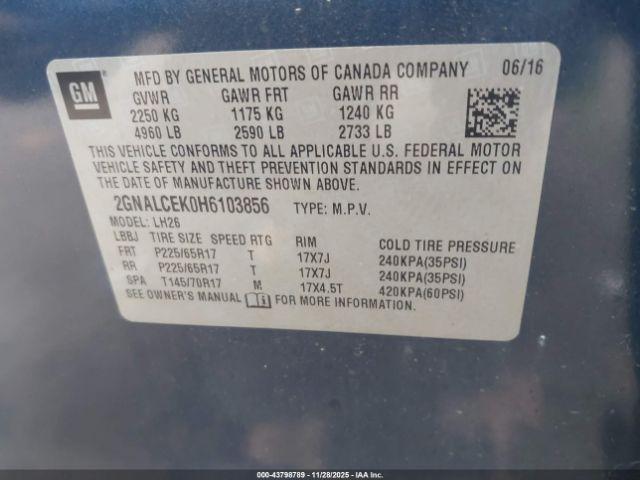 GM
MFD BY GENERAL MOTORS OF CANADA COMPANY 06/16
GVWR GAWR FRT GAWR RR
2250 KG 1175 KG 1240 KG
4960 LB 2590 LB 2733 LB
THIS VEHICLE CONFORMS TO ALL APPLICABLE U.S. FEDERAL MOTOR
VEHICLE SAFETY AND THEFT PREVENTION STANDARDS IN EFFECT ON
THE DATE OF MANUFACTURE SHOWN ABOVE.
2GNALCEK0H6103856 TYPE: M.P.V.
MODEL: LH26
LBBJ TIRE SIZE SPEED RTG RIM COLD TIRE PRESSURE
FRT P225/65R17 T 17X7J 240KPA(35PSI)
RR P225/65R17 T 17X7J 240KPA(35PSI)
SPA T145/70R17 M 17X4.5T 420KPA(60PSI)
SEE OWNER'S MANUAL FOR MORE INFORMATION.
000-43798789 - 11/28/2025 - IAAI.COM